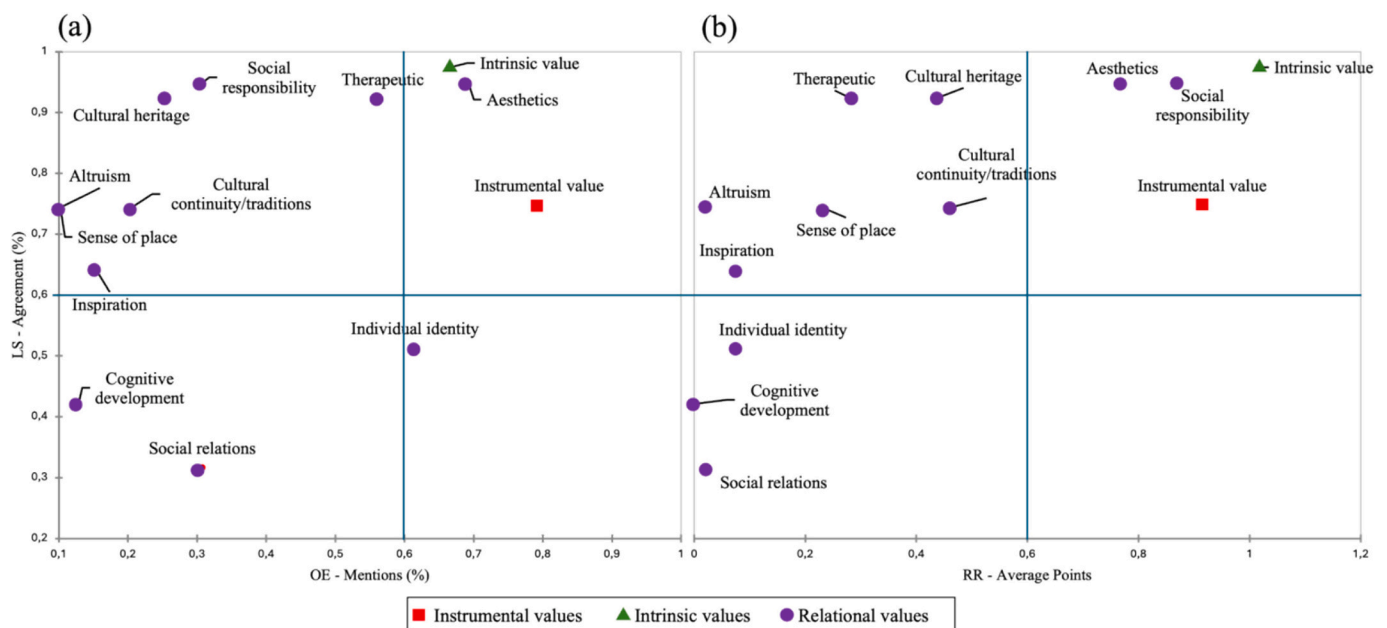 (a)
(b)
1
0,9
0,8
0,7
0,6
0,5
0,4
0,3
0,2
LS - Agreement (%)
Social
responsibility
Cultural heritage
Therapeutic
Intrinsic value
Aesthetics
Altruism
Sense of place
Cultural
continuity/traditions
Instrumental value
Inspiration
Individual identity
Cognitive
development
Social relations
0,1
0,2
0,3
0,4
0,5
0,6
0,7
0,8
0,9
1
OE - Mentions (%)
Therapeutic
Cultural heritage
Aesthetics
Intrinsic value
Social
responsibility
Altruism
Sense of place
Cultural
continuity/traditions
Instrumental value
Inspiration
Individual identity
Cognitive
development
Social relations
0
0,2
0,4
0,6
0,8
1
1,2
RR - Average Points
Instrumental values
Intrinsic values
Relational values